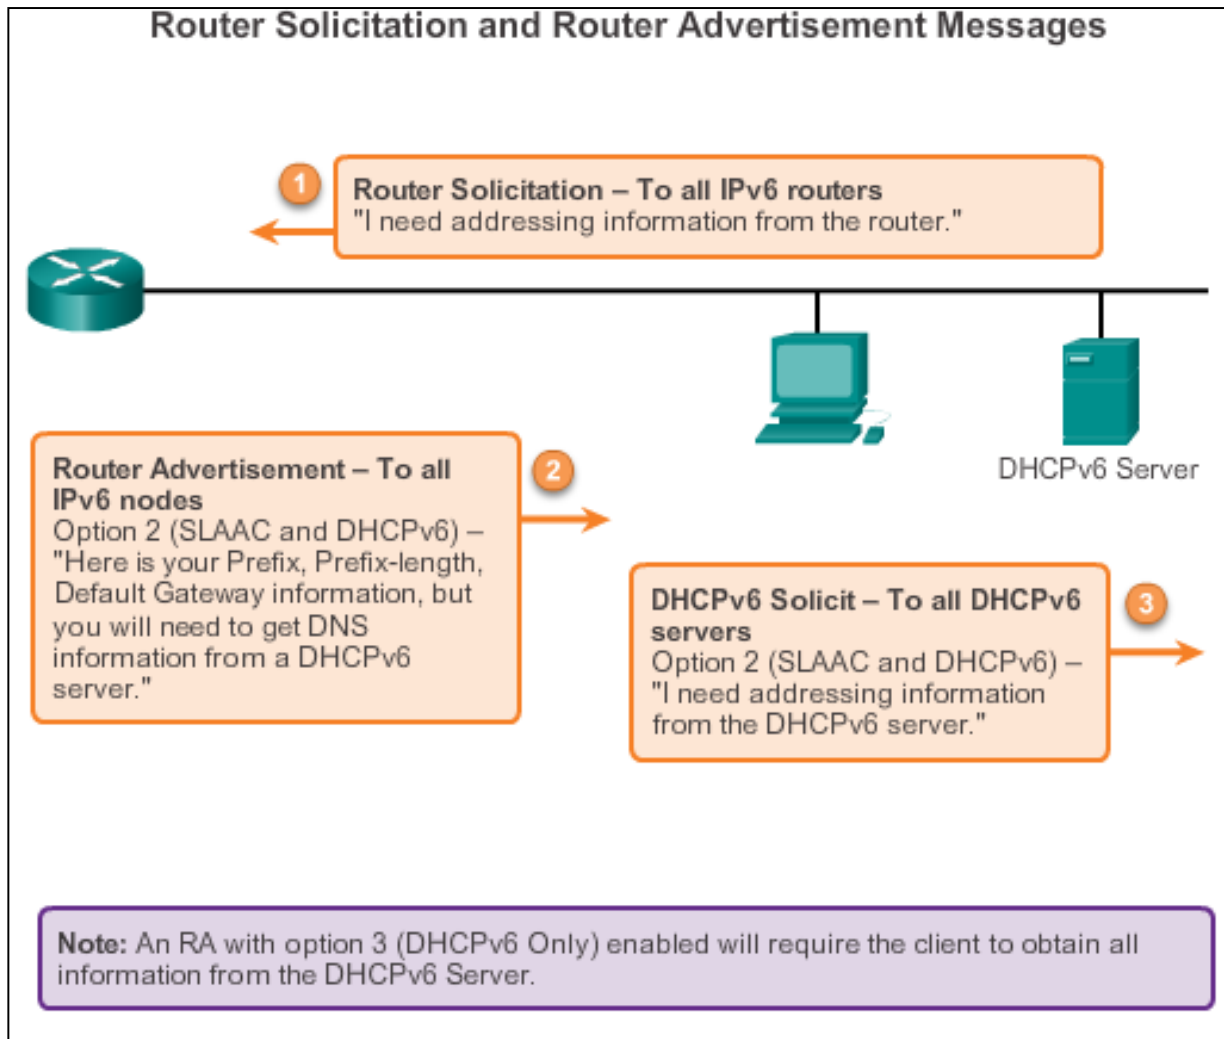 Router Solicitation and Router Advertisement Messages
1
Router Solicitation – To all IPv6 routers
"I need addressing information from the router."
DHCPv6 Server
Router Advertisement – To all
IPv6 nodes
Option 2 (SLAAC and DHCPv6) –
"Here is your Prefix, Prefix-length,
Default Gateway information, but
you will need to get DNS
information from a DHCPv6
server."
2
DHCPv6 Solicit – To all DHCPv6
servers
Option 2 (SLAAC and DHCPv6) –
"I need addressing information
from the DHCPv6 server."
3
Note: An RA with option 3 (DHCPv6 Only) enabled will require the client to obtain all
information from the DHCPv6 Server.